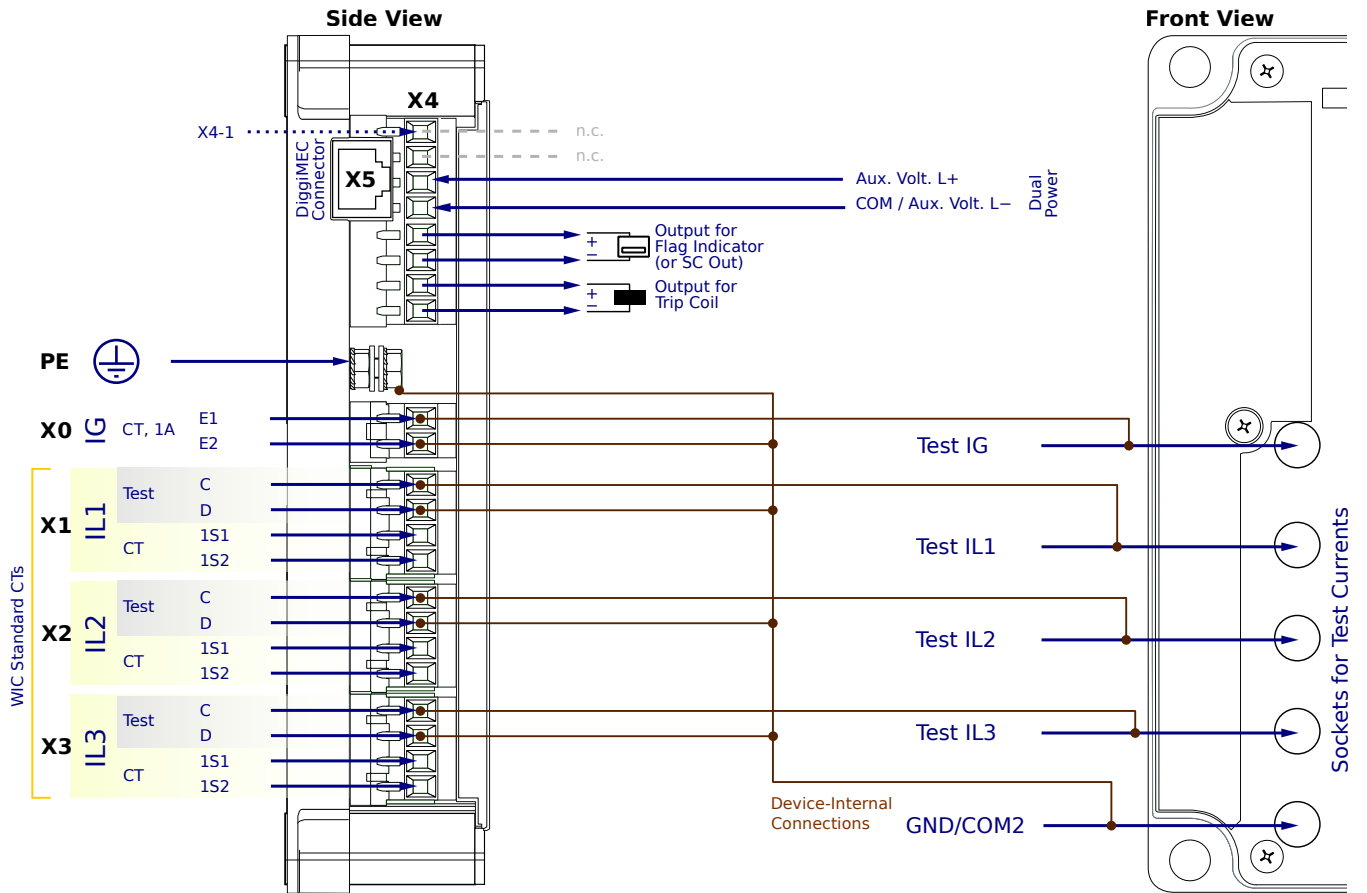 Side View
Front View
X4
X4-1
n.c.
n.c.
DiggiMEC
Connector
X5
Aux. Volt. L+
COM / Aux. Volt. L−
Dual
Power
+
−
Output for
Flag Indicator
(or SC Out)
+
−
Output for
Trip Coil
PE
X0
IG
CT, 1A
E1
E2
Test IG
WIC Standard CTs
X1
IL1
Test
C
D
CT
1S1
1S2
Test IL1
X2
IL2
Test
C
D
CT
1S1
1S2
Test IL2
X3
IL3
Test
C
D
CT
1S1
1S2
Test IL3
Device-Internal
Connections
GND/COM2
Sockets for Test Currents